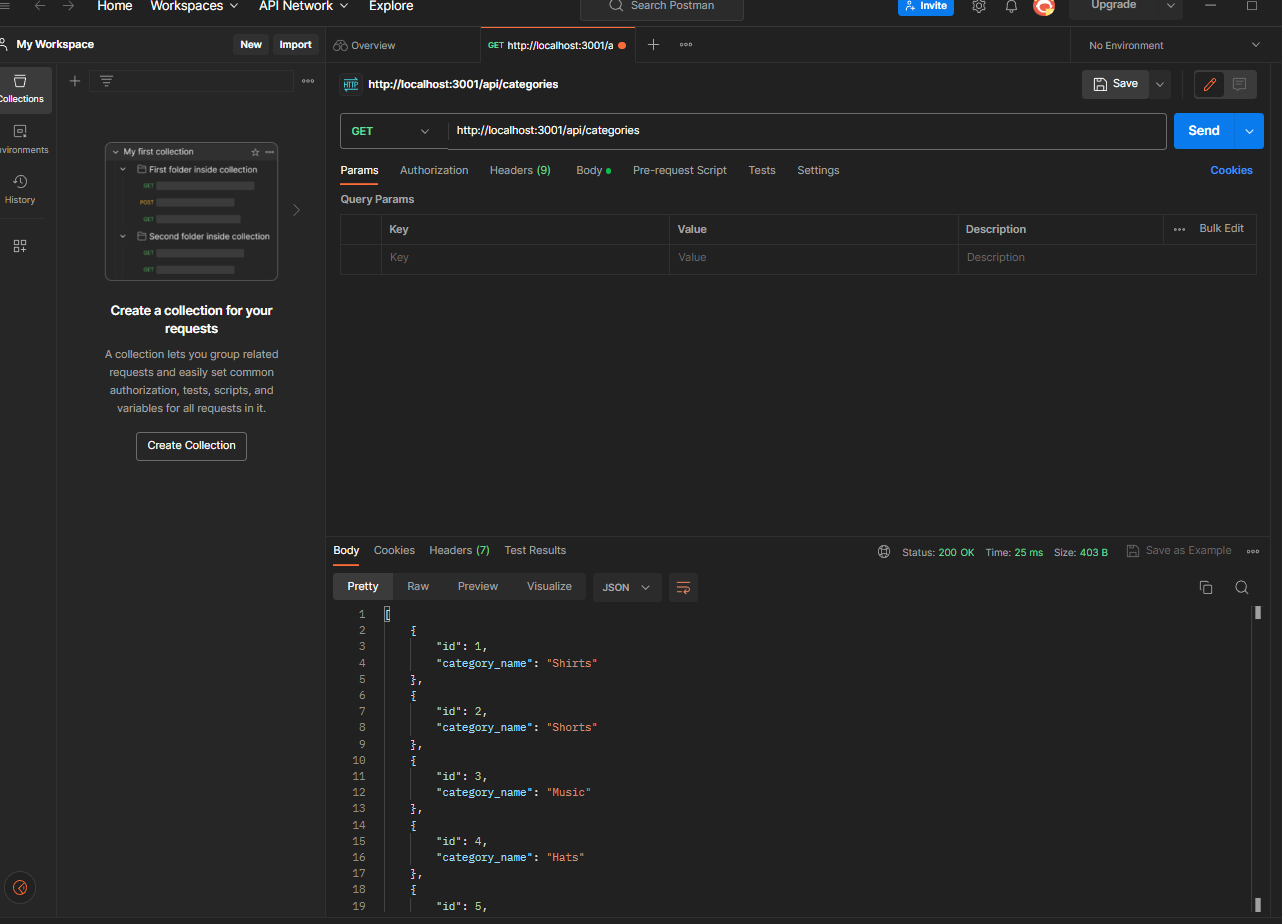 Home Workspaces API Network Explore Search Postman Invite Upgrade
My Workspace New Import Overview GET http://localhost:3001/a No Environment
Collections
HTTP http://localhost:3001/api/categories Save
GET http://localhost:3001/api/categories Send
vironments
History
Params Authorization Headers (9) Body Pre-request Script Tests Settings Cookies
Query Params
Key Value Description Bulk Edit
Key Value Description
My first collection
First folder inside collection
GET
POST
GET
Second folder inside collection
GET
GET
Create a collection for your
requests
A collection lets you group related
requests and easily set common
authorization, tests, scripts, and
variables for all requests in it.
Create Collection
Body Cookies Headers (7) Test Results Status: 200 OK Time: 25 ms Size: 403 B Save as Example
Pretty Raw Preview Visualize JSON
1 [
2 {
3 "id": 1,
4 "category_name": "Shirts"
5 },
6 {
7 "id": 2,
8 "category_name": "Shorts"
9 },
10 {
11 "id": 3,
12 "category_name": "Music"
13 },
14 {
15 "id": 4,
16 "category_name": "Hats"
17 },
18 {
19 "id": 5,